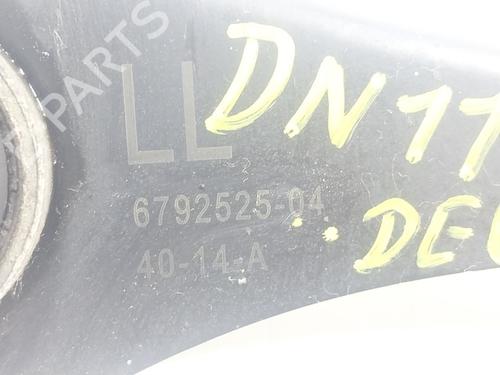 PARTS
LL
DN11
6792525-04
DE
40-14-A